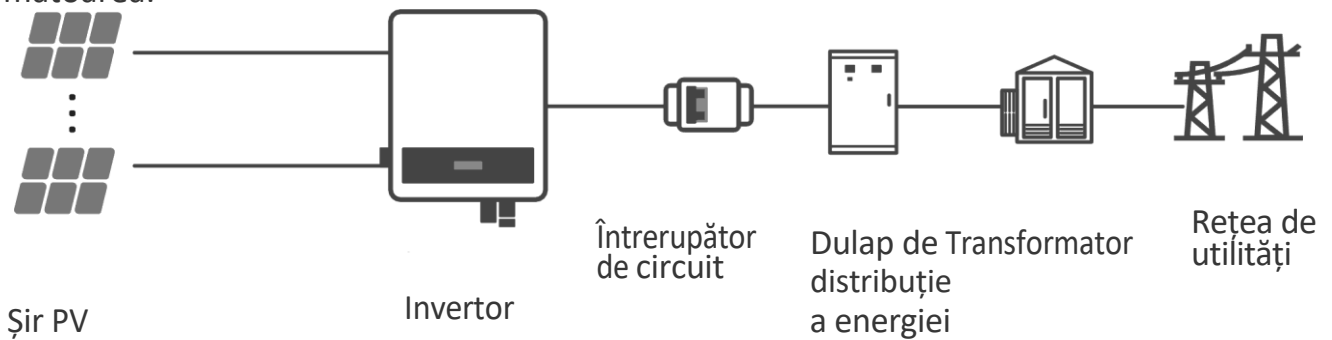 Șir PV
Invertor
Întrerupător
de circuit
Dulap de Transformator
distribuție
a energiei
Rețea de
utilități